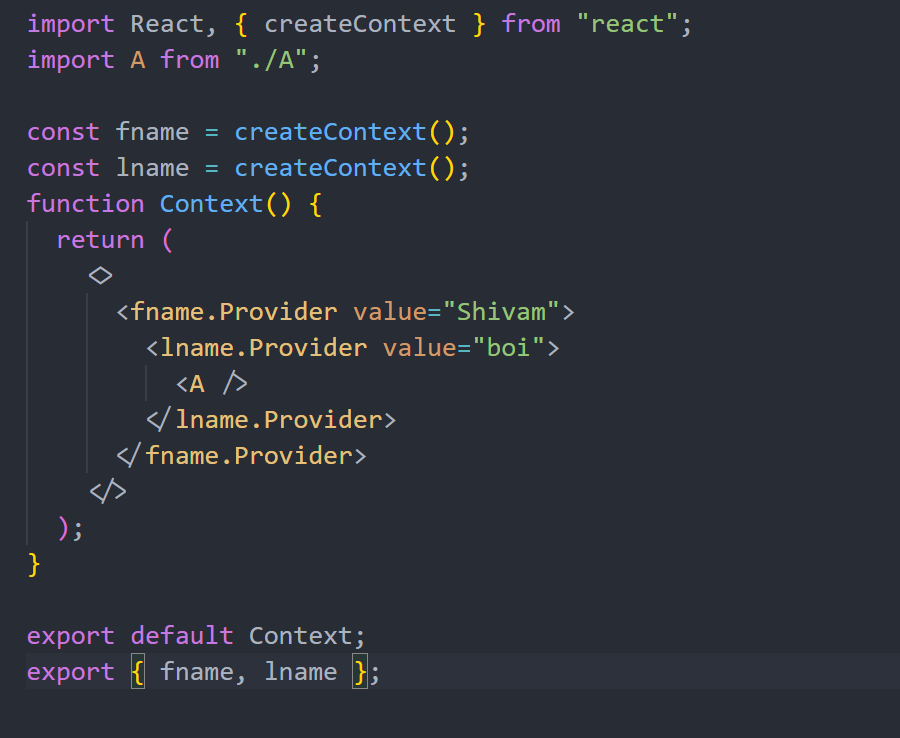 import React, { createContext } from "react";
import A from "./A";

const fname = createContext();
const lname = createContext();
function Context() {
  return (
    <>
      <fname.Provider value="Shivam">
        <lname.Provider value="boi">
          <A />
        </lname.Provider>
      </fname.Provider>
    </>
  );
}

export default Context;
export { fname, lname };